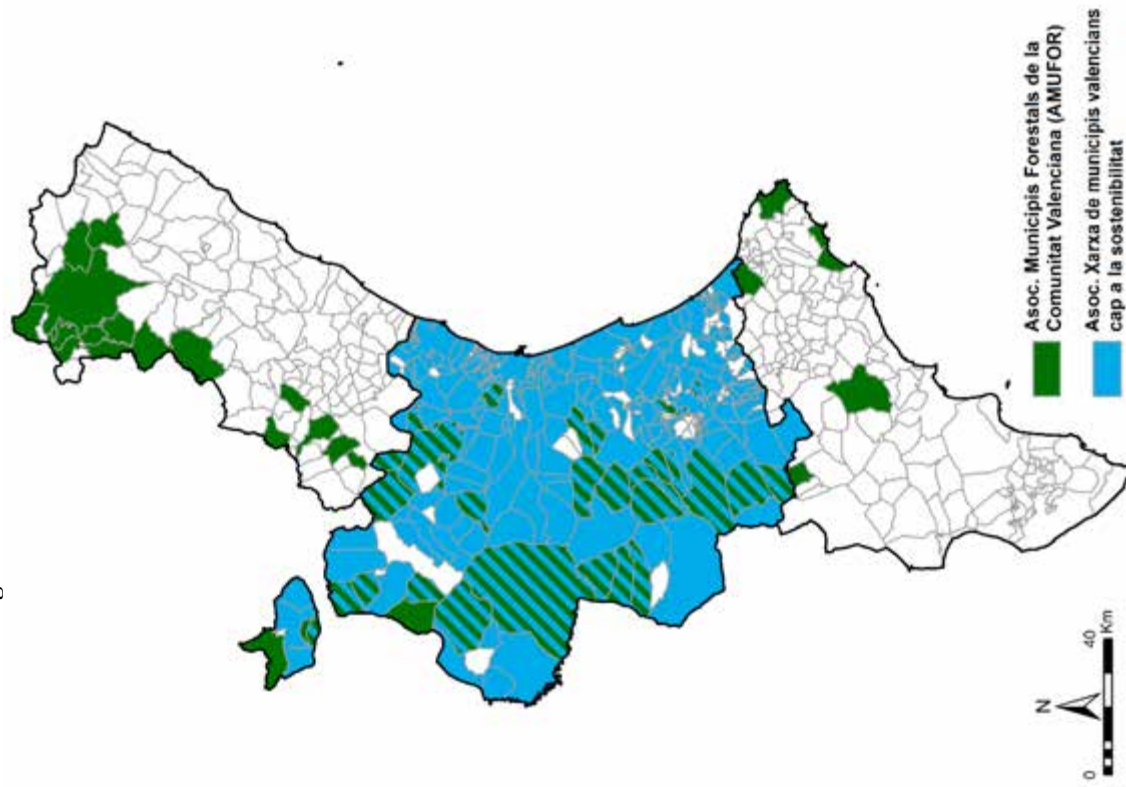 Asoc. Municipis Forestals de la
Comunitat Valenciana (AMUFOR)
Asoc. Xarxa de municipis valencians
cap a la sostenibilitat
N
0
40
Km